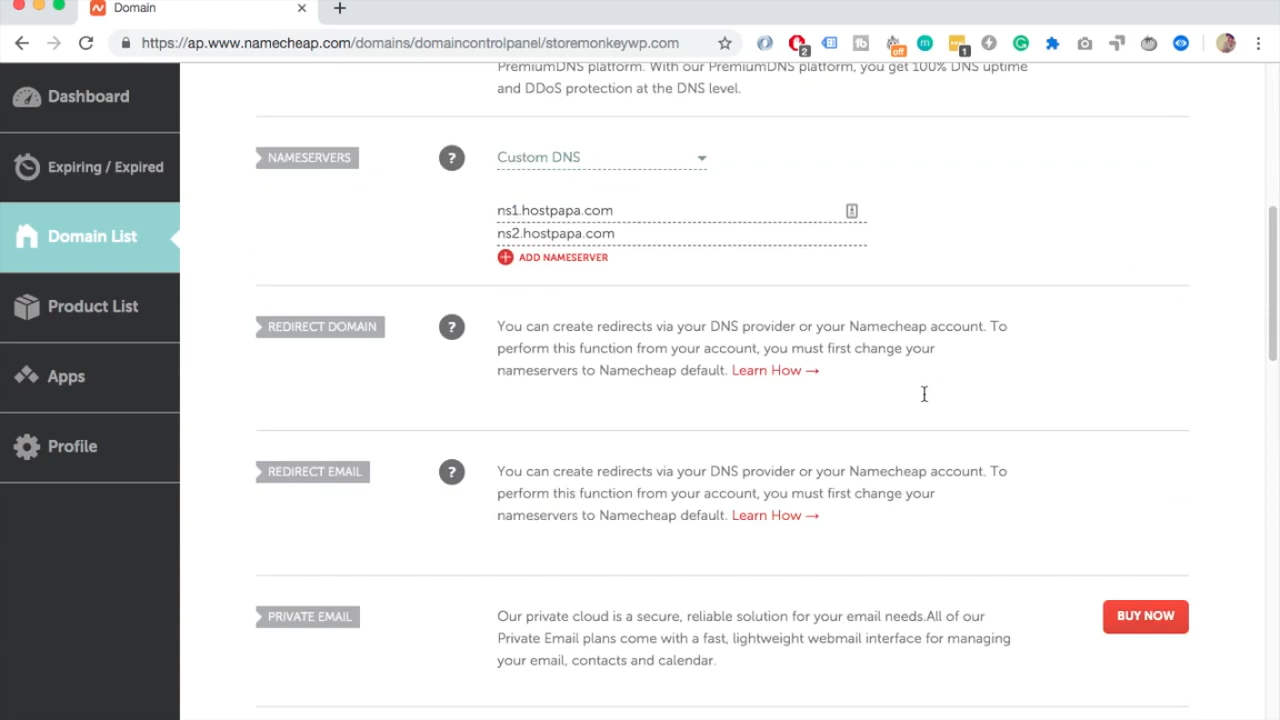 Domain
https://ap.www.namecheap.com/domains/domaincontrolpanel/storemonkeywp.com
2
off
1
Dashboard
Expiring / Expired
Domain List
Product List
Apps
Profile
PremiumDNS platform. With our PremiumDNS platform, you get 100% DNS uptime
and DDoS protection at the DNS level.
NAMESERVERS
?
Custom DNS
ns1.hostpapa.com
ns2.hostpapa.com
ADD NAMESERVER
REDIRECT DOMAIN
?
You can create redirects via your DNS provider or your Namecheap account. To
perform this function from your account, you must first change your
nameservers to Namecheap default. Learn How →
REDIRECT EMAIL
?
You can create redirects via your DNS provider or your Namecheap account. To
perform this function from your account, you must first change your
nameservers to Namecheap default. Learn How →
PRIVATE EMAIL
Our private cloud is a secure, reliable solution for your email needs.All of our
Private Email plans come with a fast, lightweight webmail interface for managing
your email, contacts and calendar.
BUY NOW